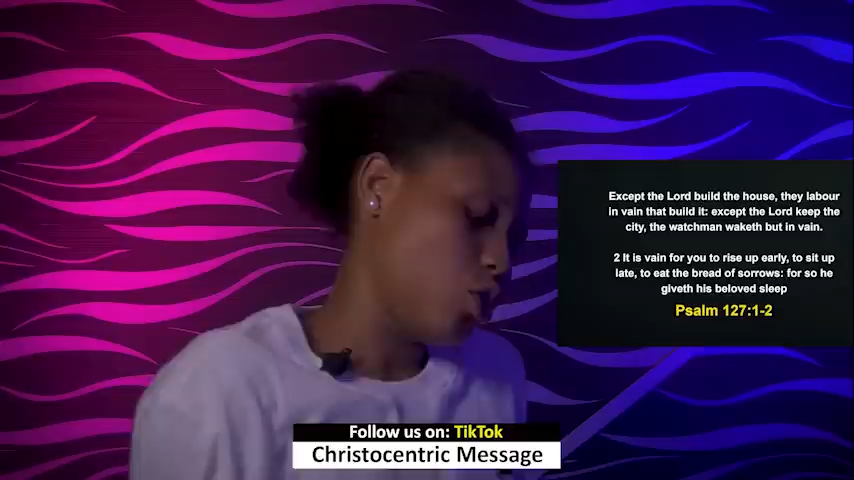 Except the Lord build the house, they labour
in vain that build it: except the Lord keep the
city, the watchman waketh but in vain.
2 It is vain for you to rise up early, to sit up
late, to eat the bread of sorrows: for so he
giveth his beloved sleep
Psalm 127:1-2
Follow us on: TikTok
Christocentric Message